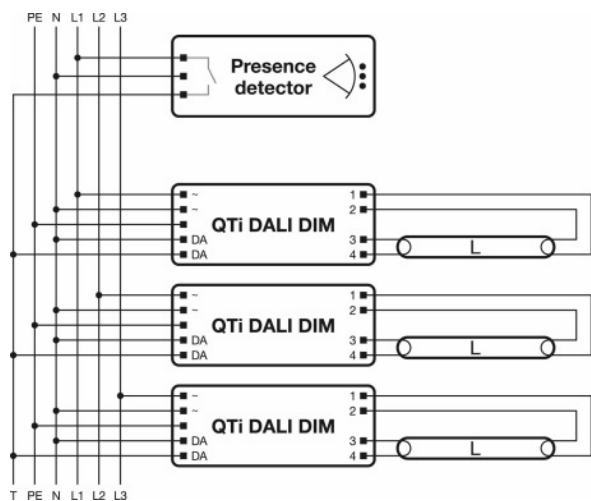 PE N L1 L2 L3
Presence
detector
~ 1
~ 2
QTi DALI DIM
DA 3 L
DA 4
~ 1
~ 2
QTi DALI DIM
DA 3 L
DA 4
~ 1
~ 2
QTi DALI DIM
DA 3 L
DA 4
T PE N L1 L2 L3